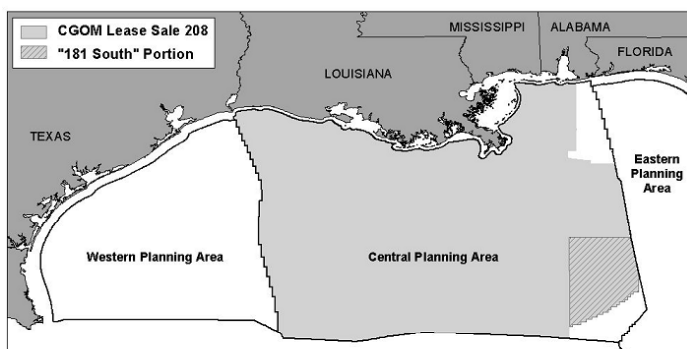 CGOM Lease Sale 208
"181 South" Portion
MISSISSIPPI
ALABAMA
FLORIDA
LOUISIANA
TEXAS
Eastern
Planning
Area
Western Planning Area
Central Planning Area